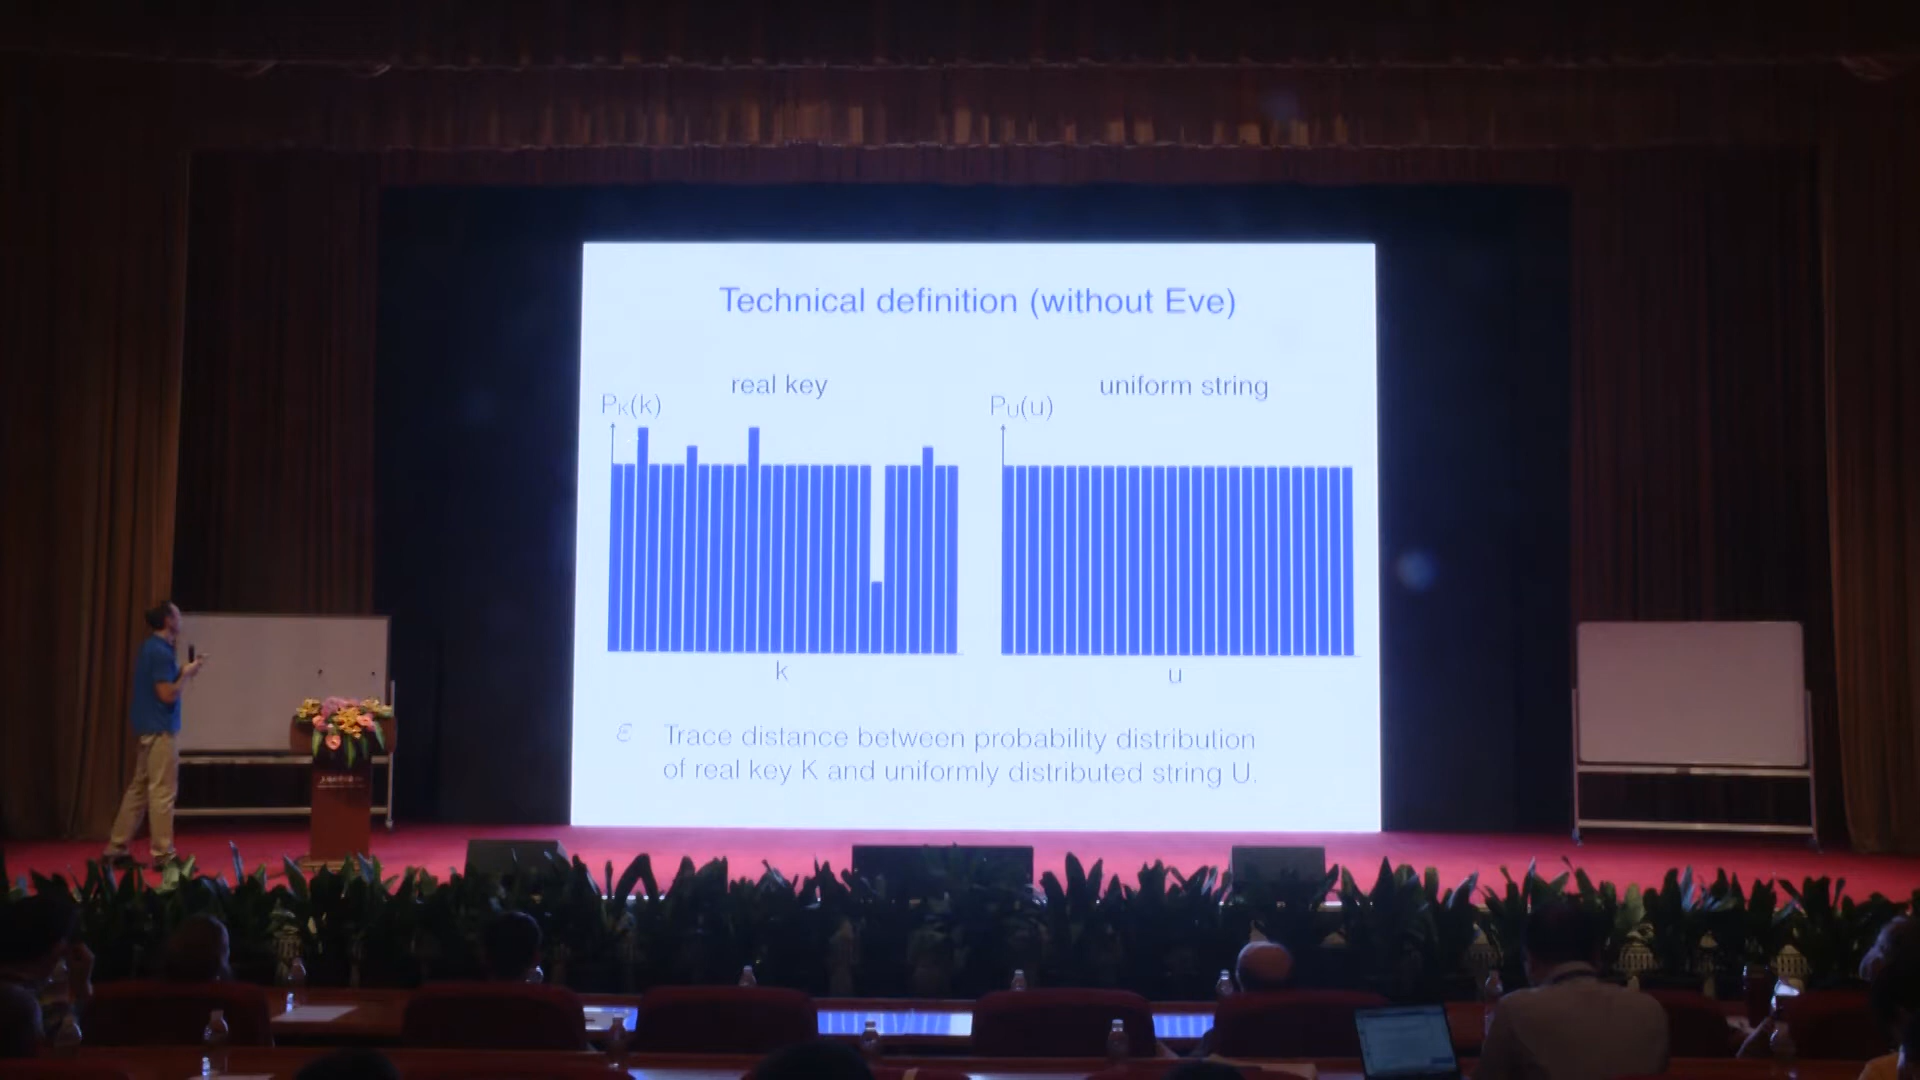 Technical definition (without Eve)
real key
uniform string
PK(k)
PU(u)
k
u
ε Trace distance between probability distribution
of real key K and uniformly distributed string U.